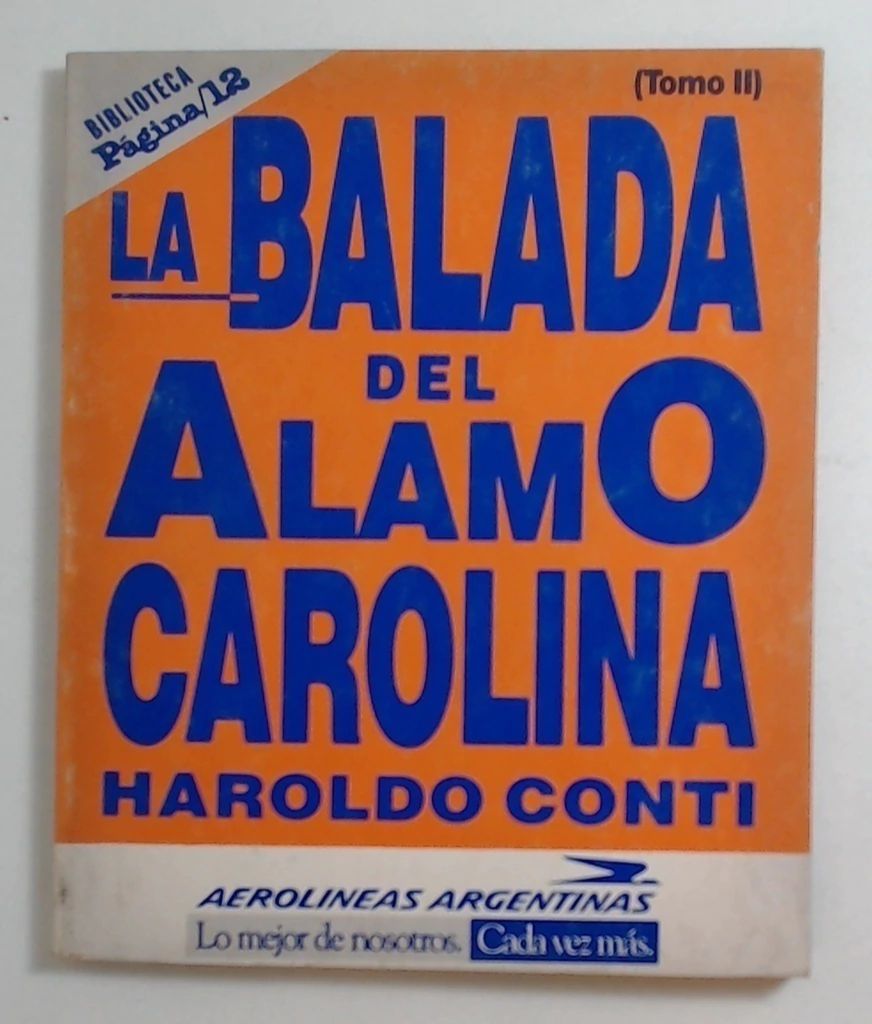 BIBLIOTECA
Página/12
(Tomo II)
LA BALADA
DEL
ALAMO
CAROLINA
HAROLDO CONTI
AEROLINEAS ARGENTINAS
Lo mejor de nosotros. Cada vez más.